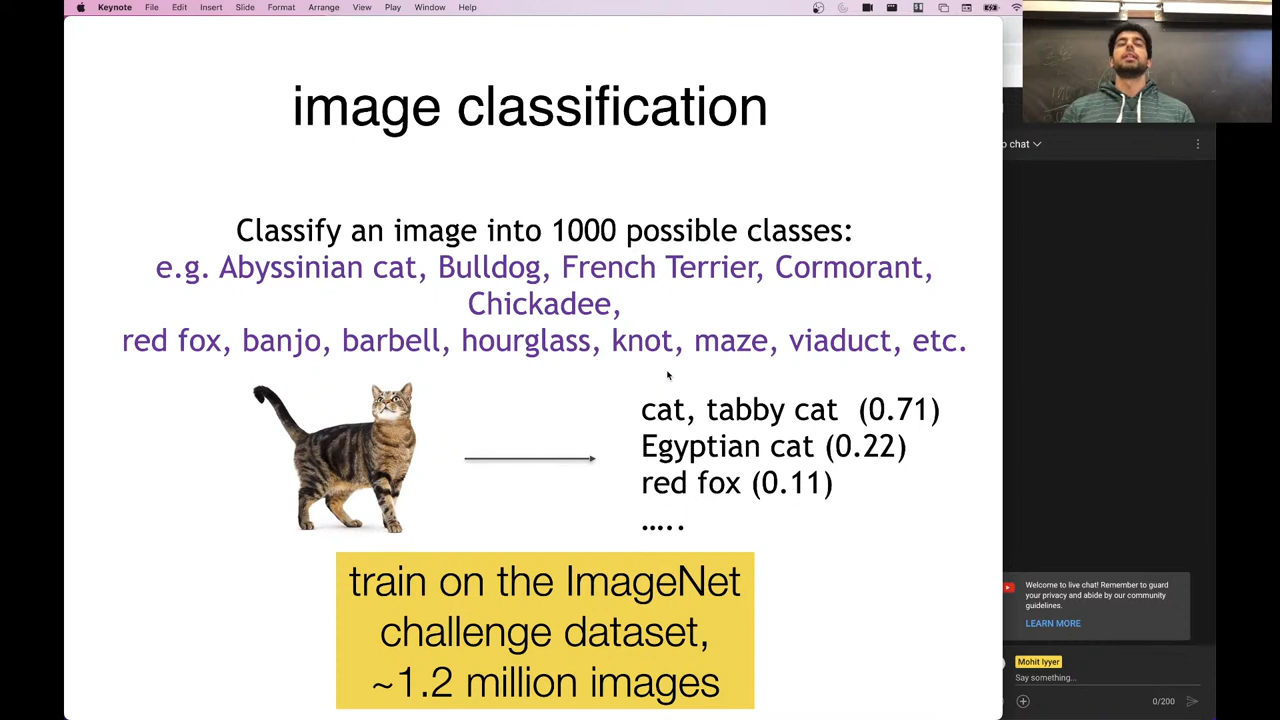 Keynote File Edit Insert Slide Format Arrange View Play Window Help
image classification
Classify an image into 1000 possible classes:
e.g. Abyssinian cat, Bulldog, French Terrier, Cormorant,
Chickadee,
red fox, banjo, barbell, hourglass, knot, maze, viaduct, etc.
cat, tabby cat (0.71)
Egyptian cat (0.22)
red fox (0.11)
…..
train on the ImageNet
challenge dataset,
~1.2 million images
chat
Welcome to live chat! Remember to guard
your privacy and abide by our community
guidelines.
LEARN MORE
Mohit Iyyer
Say something...
0/200